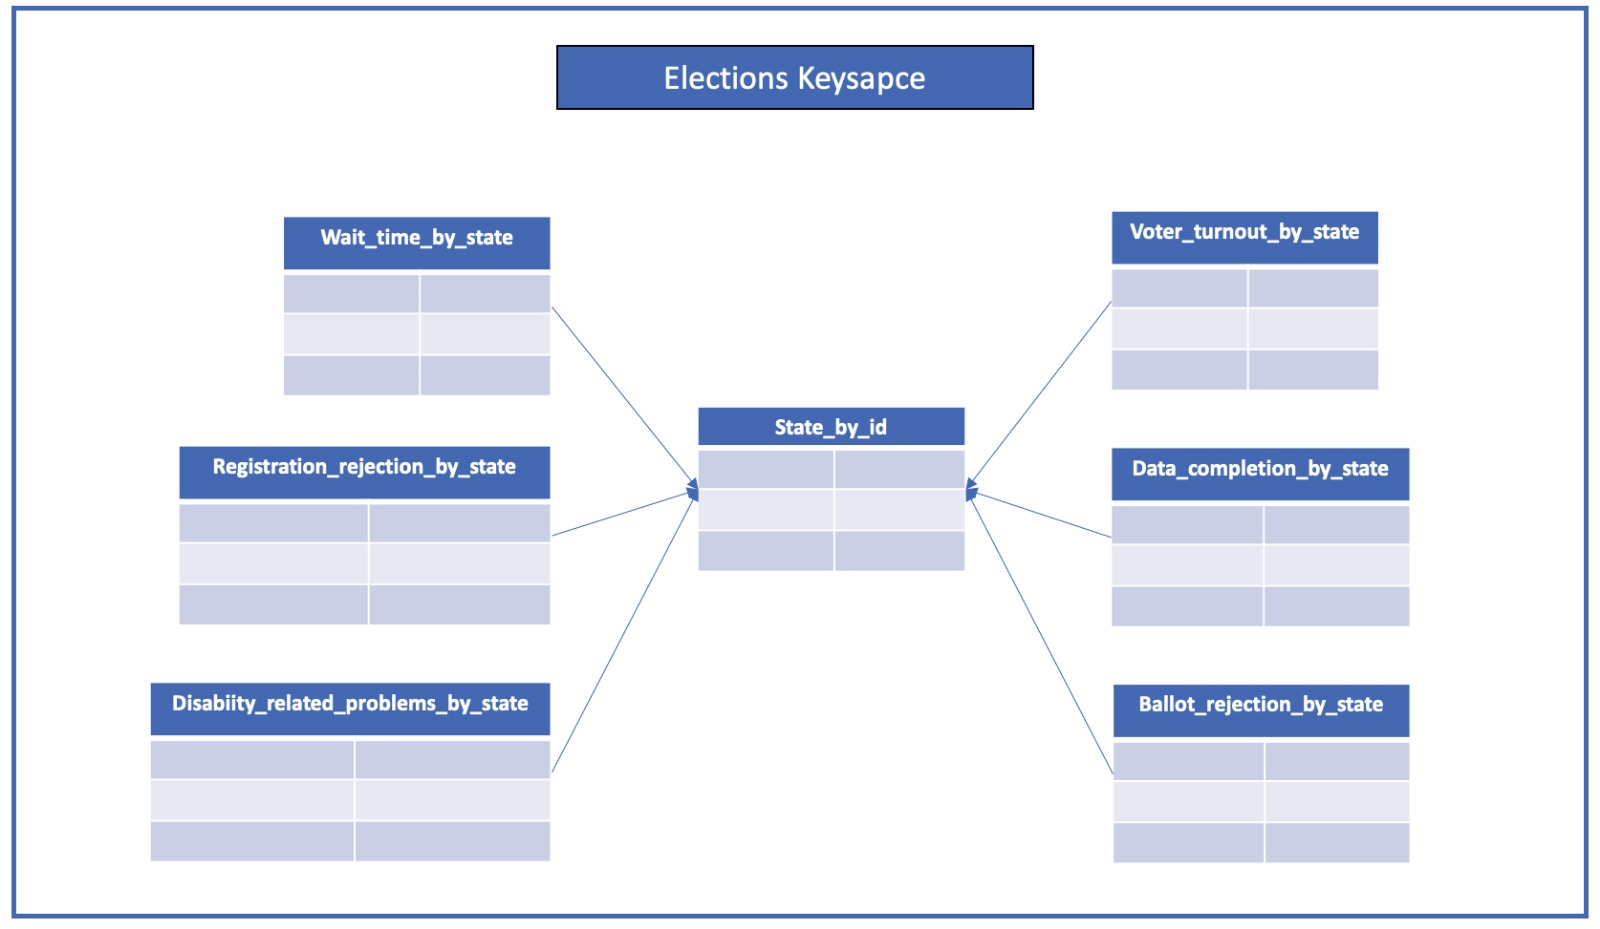 Elections Keysapce
Wait_time_by_state
Voter_turnout_by_state
State_by_id
Registration_rejection_by_state
Data_completion_by_state
Disabiity_related_problems_by_state
Ballot_rejection_by_state